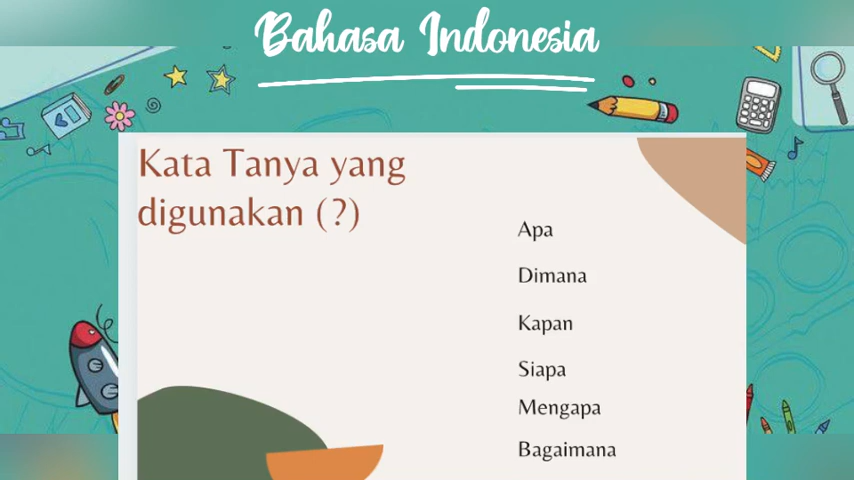 Bahasa Indonesia
Kata Tanya yang
digunakan (?)
Apa
Dimana
Kapan
Siapa
Mengapa
Bagaimana